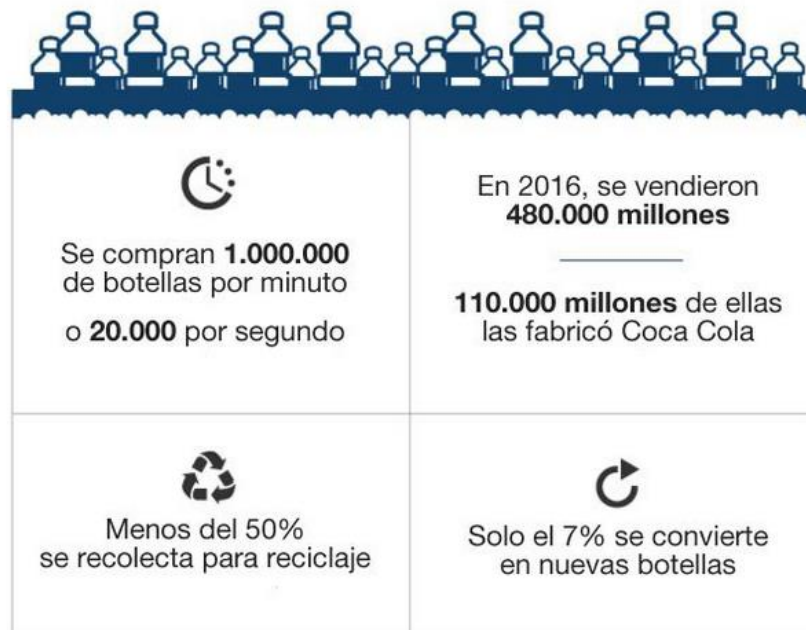 Se compran 1.000.000
de botellas por minuto
o 20.000 por segundo
En 2016, se vendieron
480.000 millones
110.000 millones de ellas
las fabricó Coca Cola
Menos del 50%
se recolecta para reciclaje
Solo el 7% se convierte
en nuevas botellas